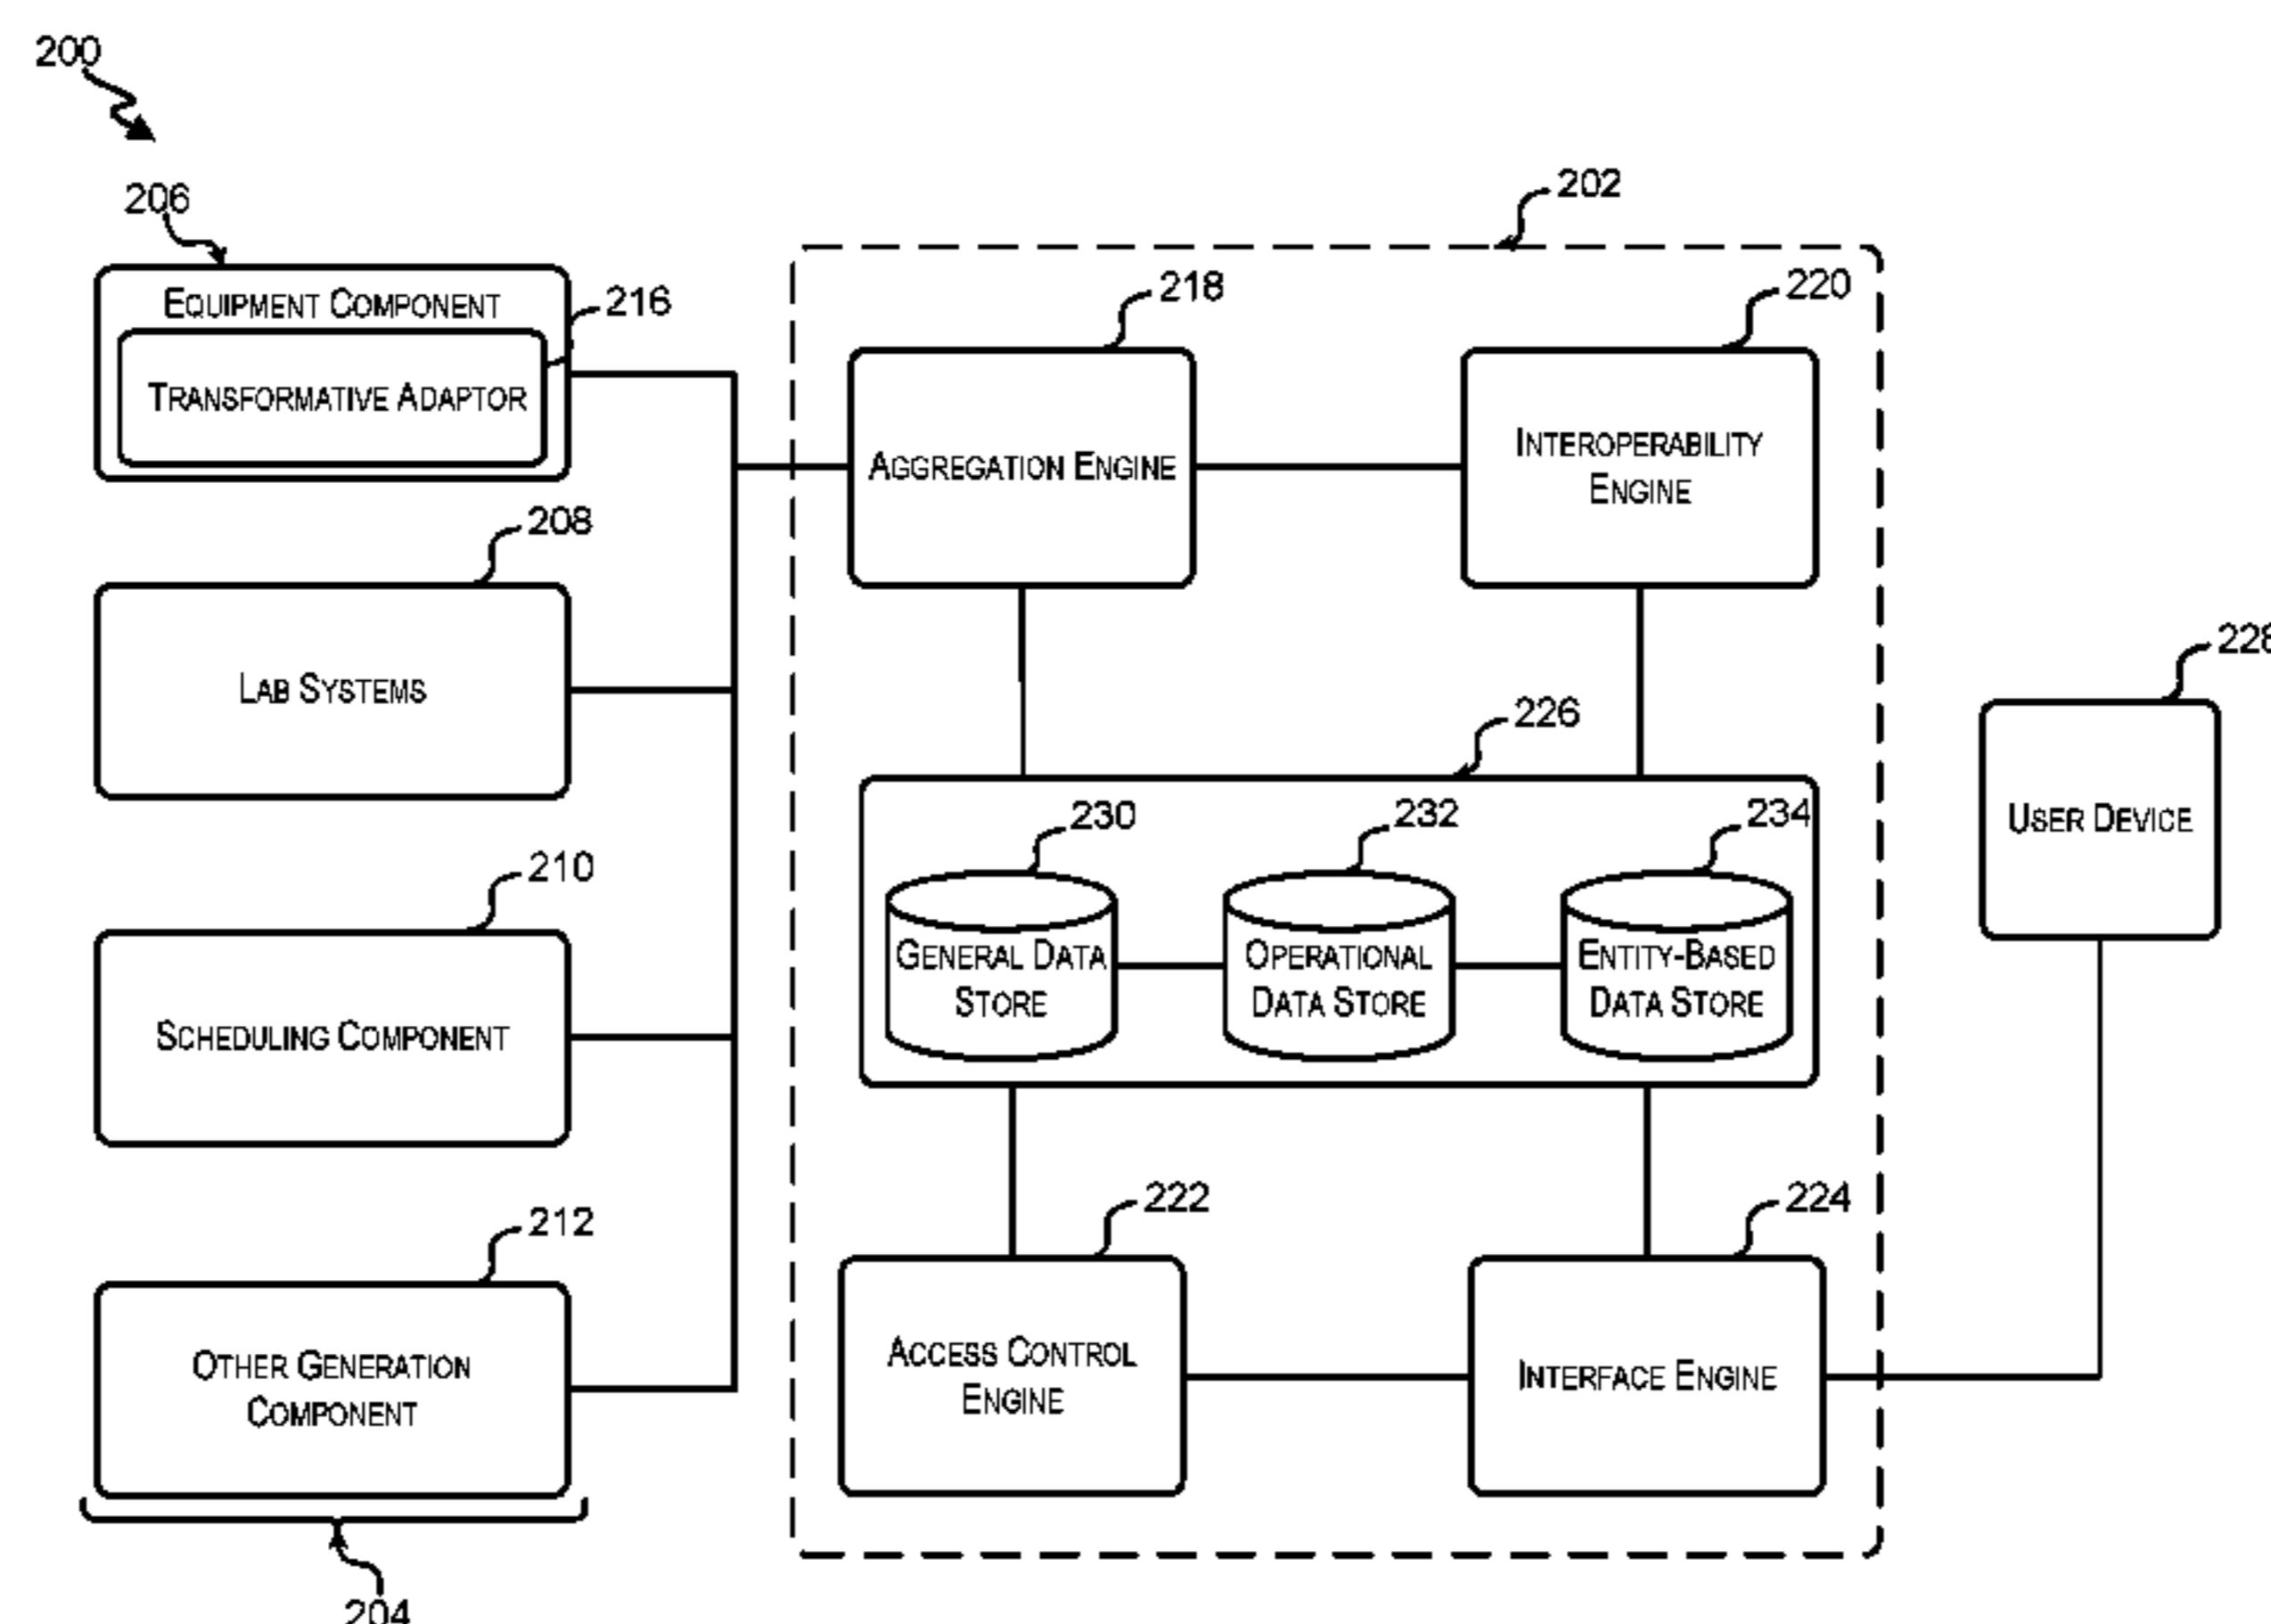 200
206
202
EQUIPMENT COMPONENT
216
TRANSFORMATIVE ADAPTOR
218
220
AGGREGATION ENGINE
INTEROPERABILITY
ENGINE
208
LAB SYSTEMS
228
USER DEVICE
226
230
232
234
GENERAL DATA
STORE
OPERATIONAL
DATA STORE
ENTITY-BASED
DATA STORE
210
SCHEDULING COMPONENT
222
224
ACCESS CONTROL
ENGINE
INTERFACE ENGINE
212
OTHER GENERATION
COMPONENT
204